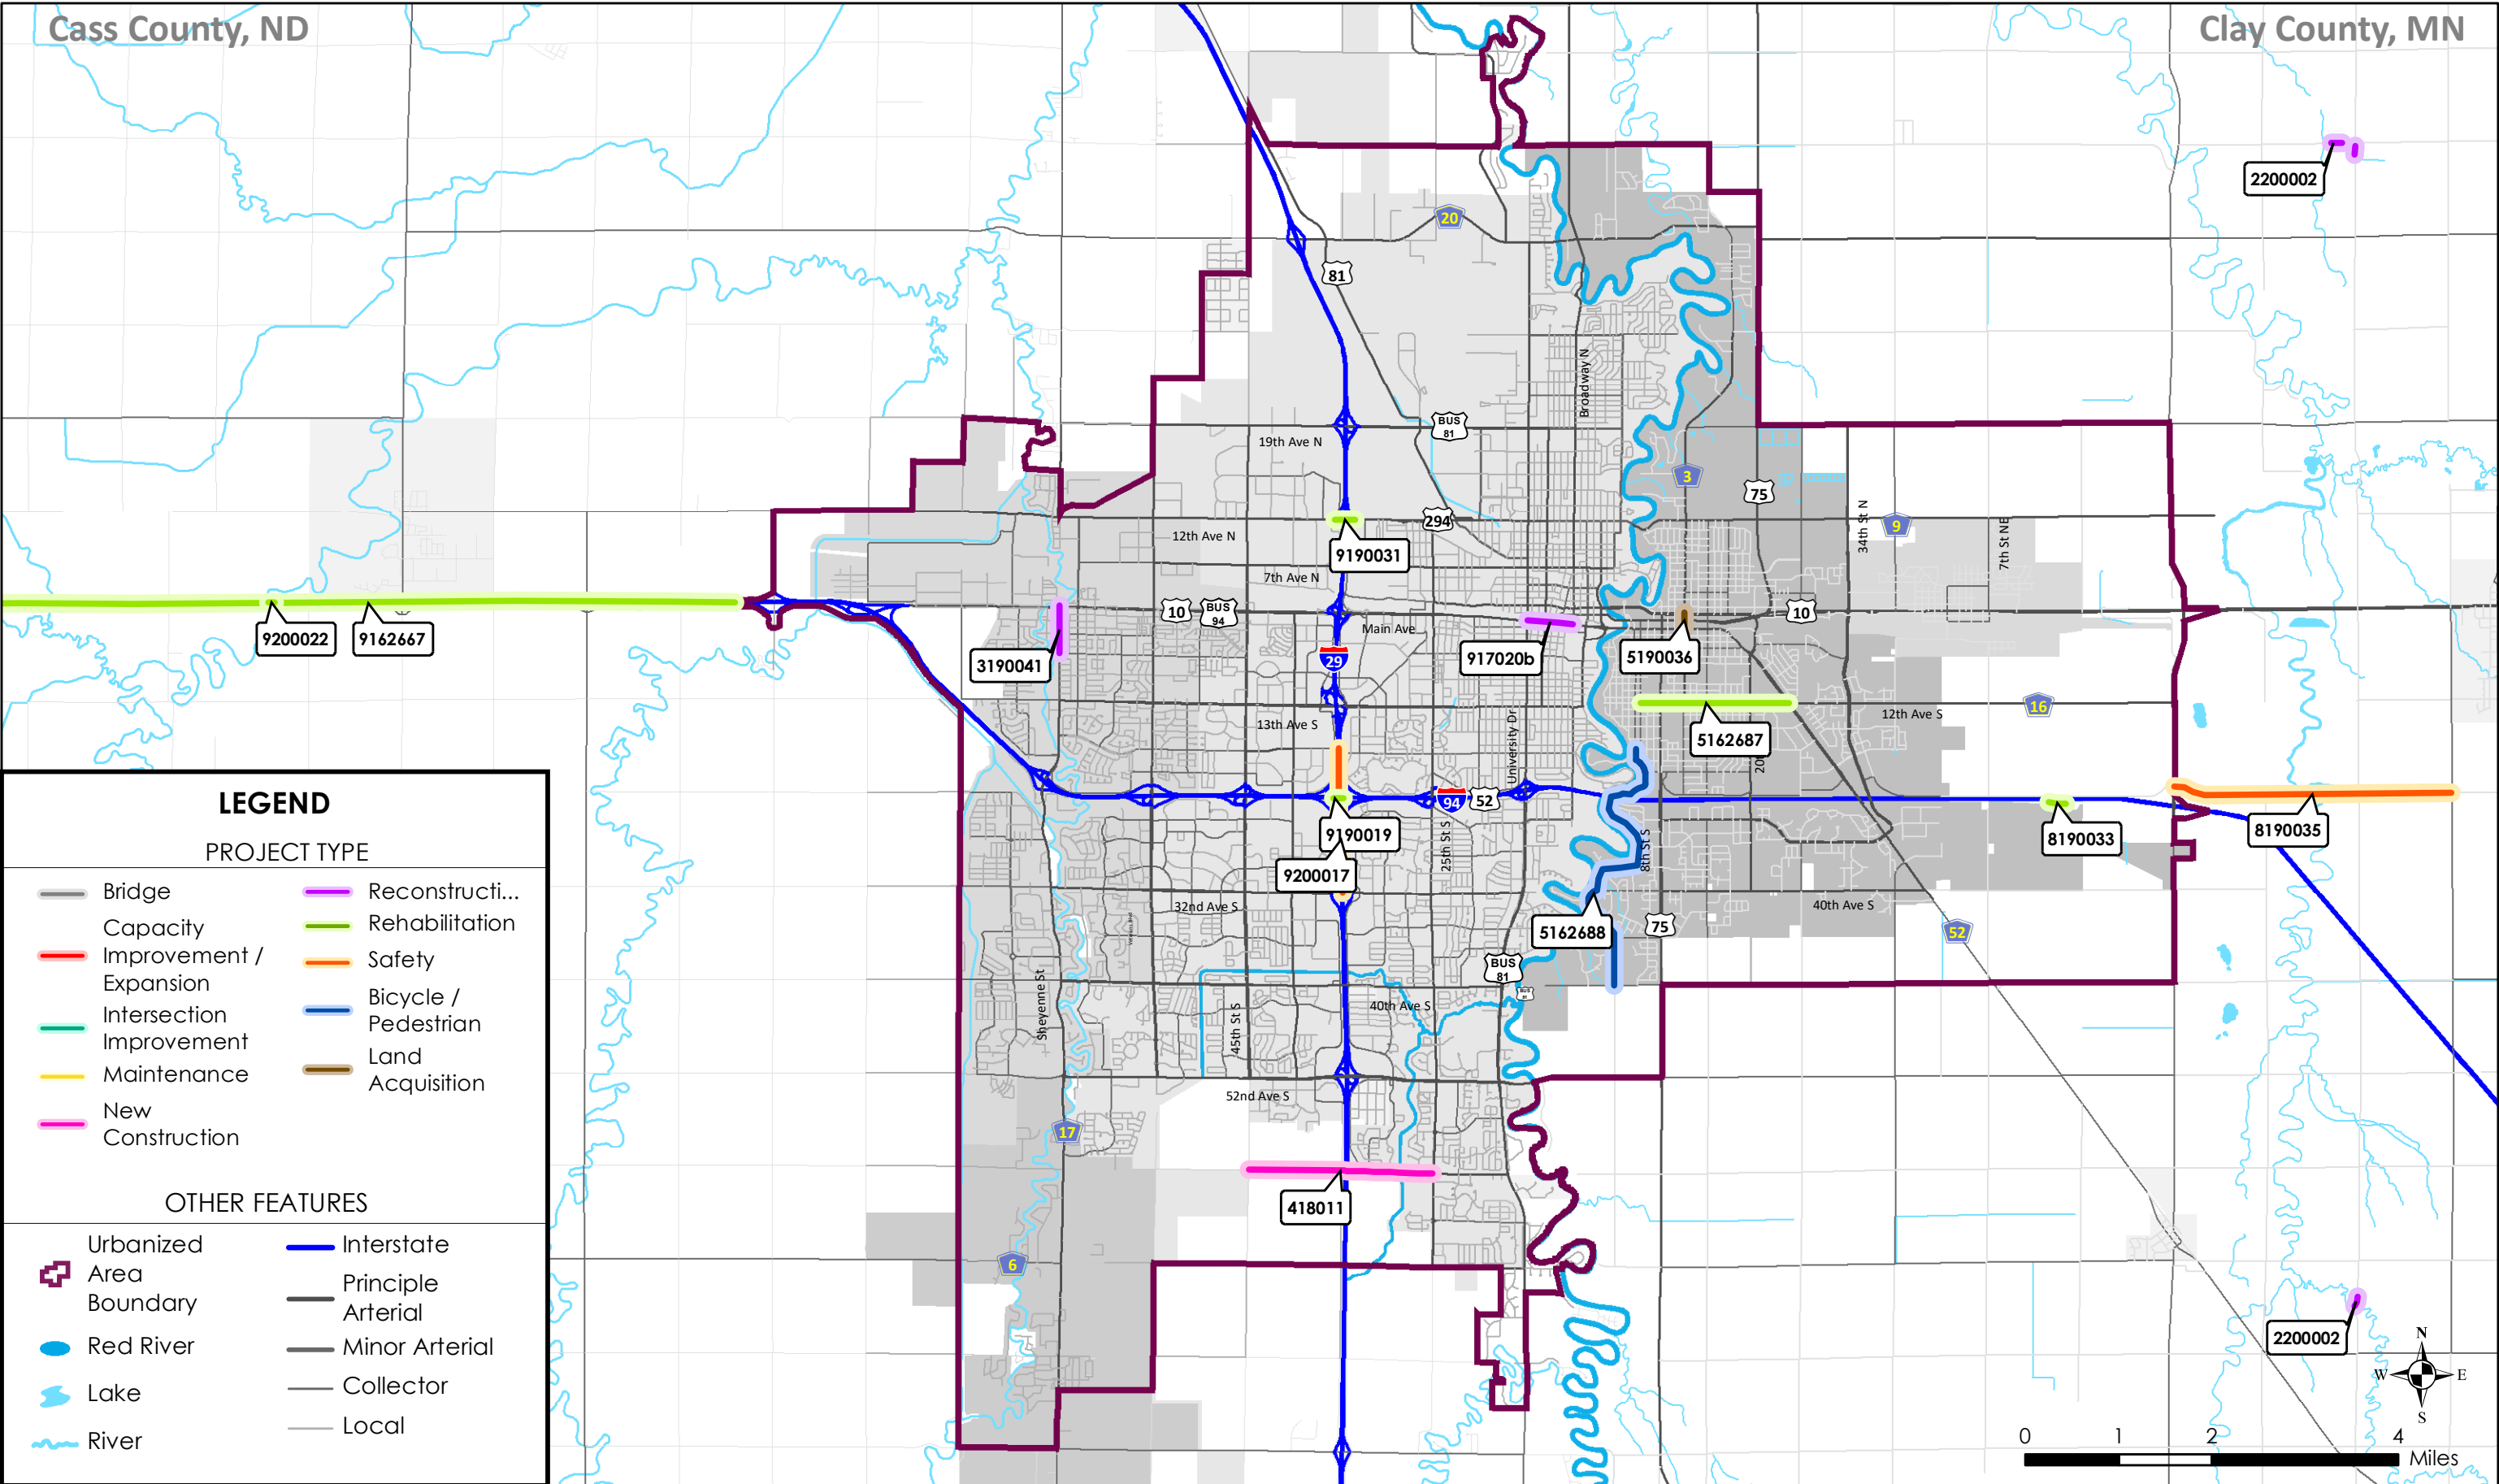 Cass County, ND
Clay County, MN
2200002
20
81
Broadway N
BUS
81
19th Ave N
3
75
294
34th St N
9
7th St NE
12th Ave N
9190031
7th Ave N
10
BUS
94
Main Ave
10
9200022
9162667
3190041
29
917020b
5190036
13th Ave S
University Dr
5162687
12th Ave S
16
94
52
9190019
25th St S
8th St S
8190033
8190035
9200017
32nd Ave S
5162688
75
40th Ave S
52
BUS
81
Sheyenne St
45th St S
40th Ave S
52nd Ave S
17
418011
6
2200002
LEGEND
PROJECT TYPE
Bridge
Capacity
Improvement /
Expansion
Intersection
Improvement
Maintenance
New
Construction
Reconstructi...
Rehabilitation
Safety
Bicycle /
Pedestrian
Land
Acquisition
OTHER FEATURES
Urbanized
Area
Boundary
Red River
Lake
River
Interstate
Principle
Arterial
Minor Arterial
Collector
Local
N
W
E
S
0 1 2 4
Miles